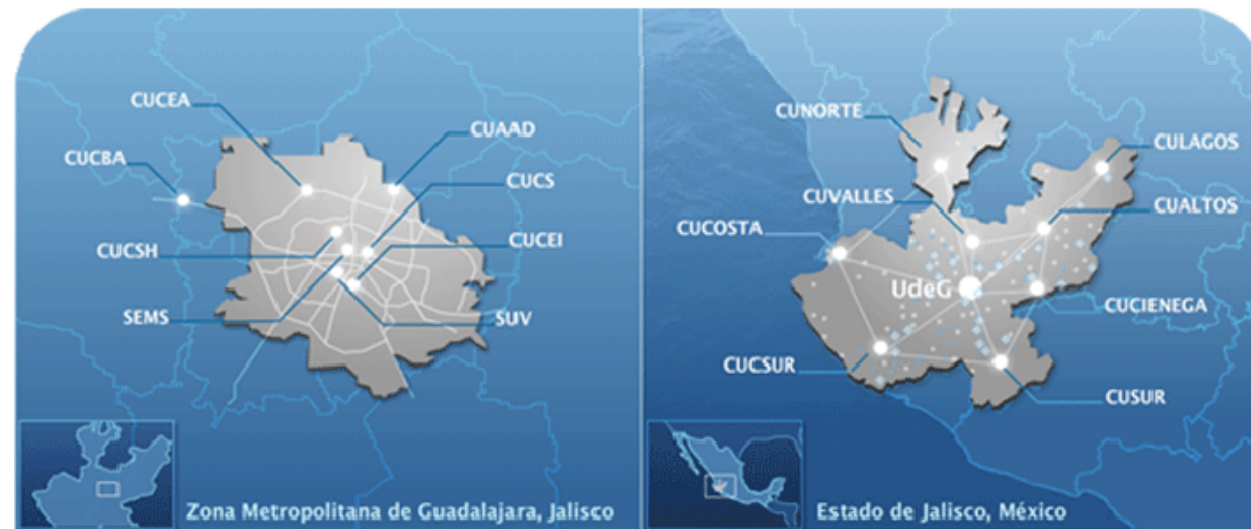 CUCEA
CUAAD
CUCBA
CUCS
CUCSH
CUCEI
SEMS
SUV
Zona Metropolitana de Guadalajara, Jalisco
CUNORTE
CULAGOS
CUVALLES
CUALTOS
CUCOSTA
UdeG
CUCIENEGA
CUCSUR
CUSUR
Estado de Jalisco, México